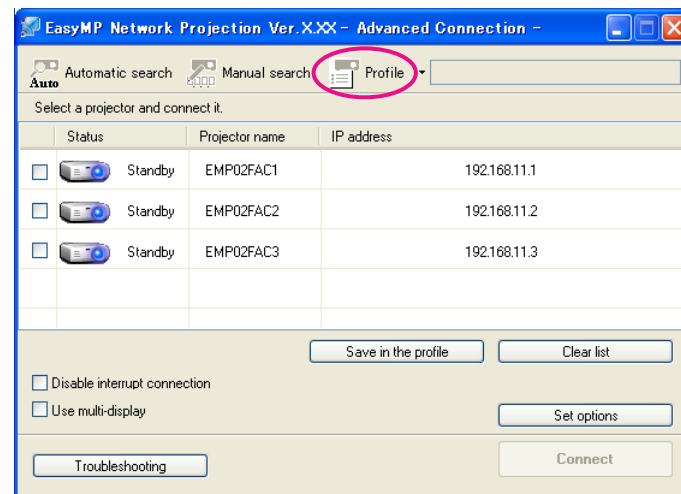 EasyMP Network Projection Ver.X.XX - Advanced Connection -
Auto Automatic search Manual search Profile
Select a projector and connect it.
Status Projector name IP address
Standby EMP02FAC1 192.168.11.1
Standby EMP02FAC2 192.168.11.2
Standby EMP02FAC3 192.168.11.3
Save in the profile Clear list
Disable interrupt connection
Use multi-display Set options
Troubleshooting Connect